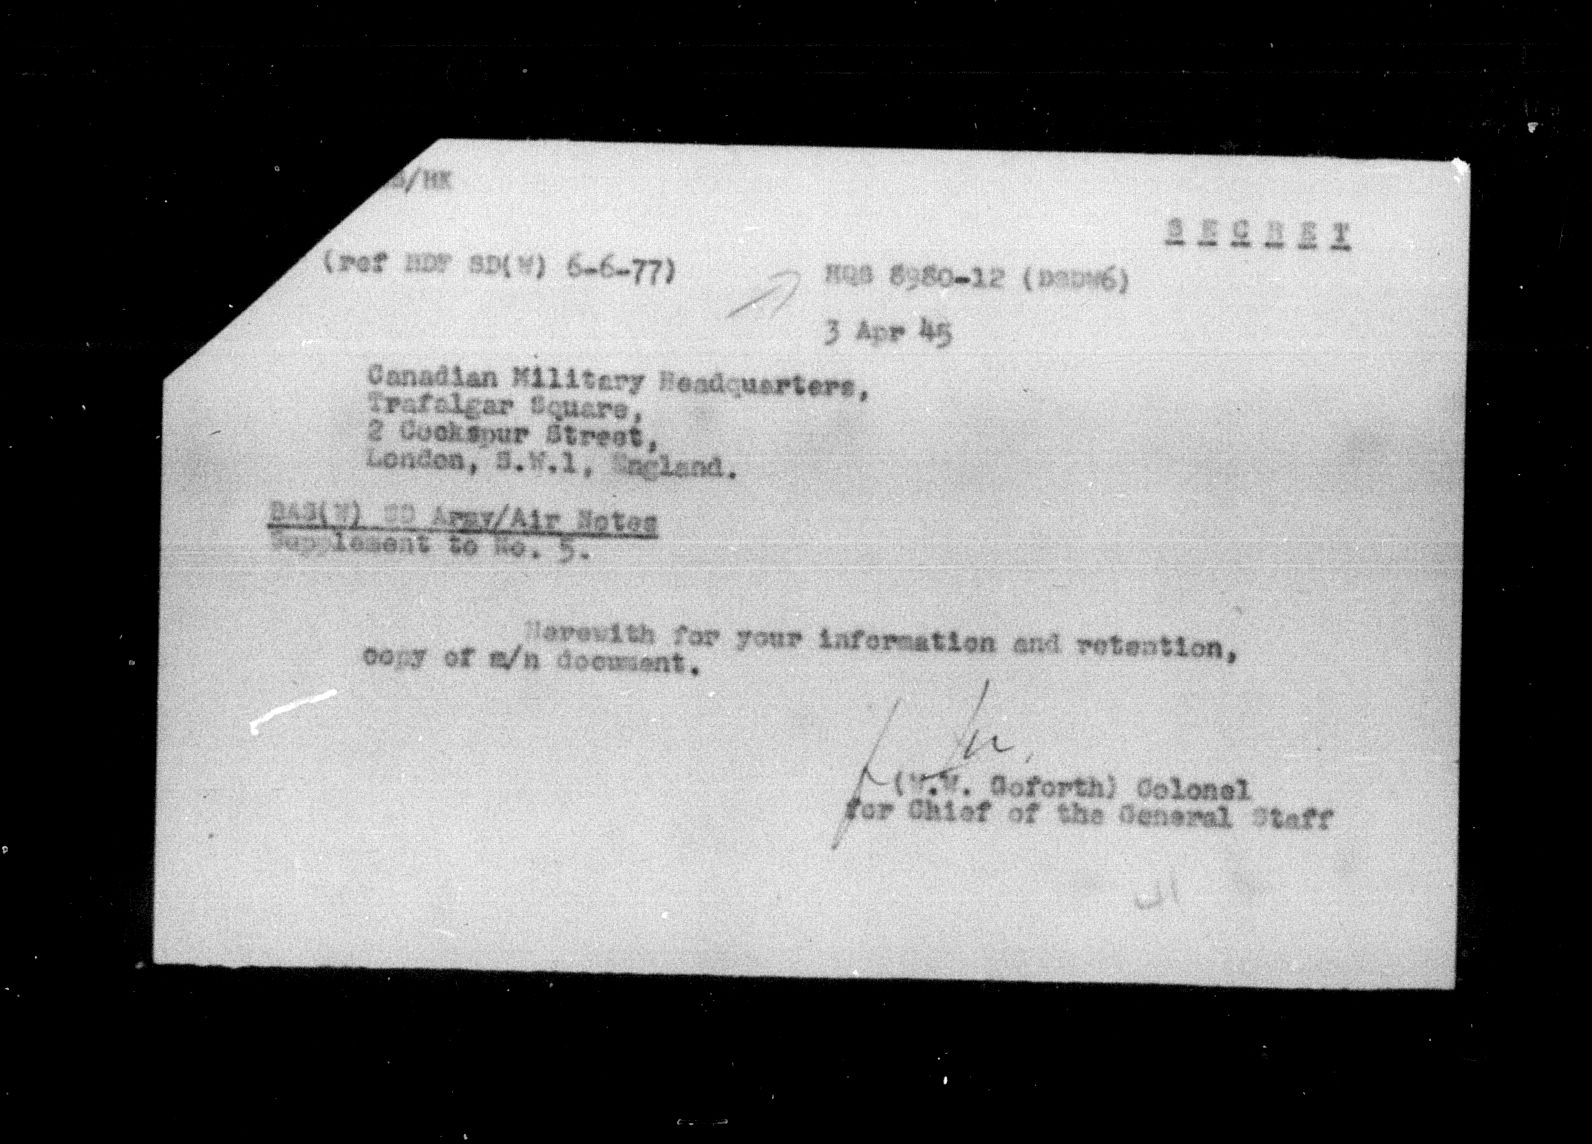 /HK
S E C R E T
(ref HDF SD(W) 6-6-77)
HQS 8980-12 (DSDW6)
3 Apr 45
Canadian Military Headquarters,
Trafalgar Square,
2 Cockspur Street,
London, S.W.1, England.
BAS(W) SD Army/Air Notes
Supplement to No. 5.
Herewith for your information and retention,
copy of m/n document.
(W.W. Goforth) Colonel
for Chief of the General Staff